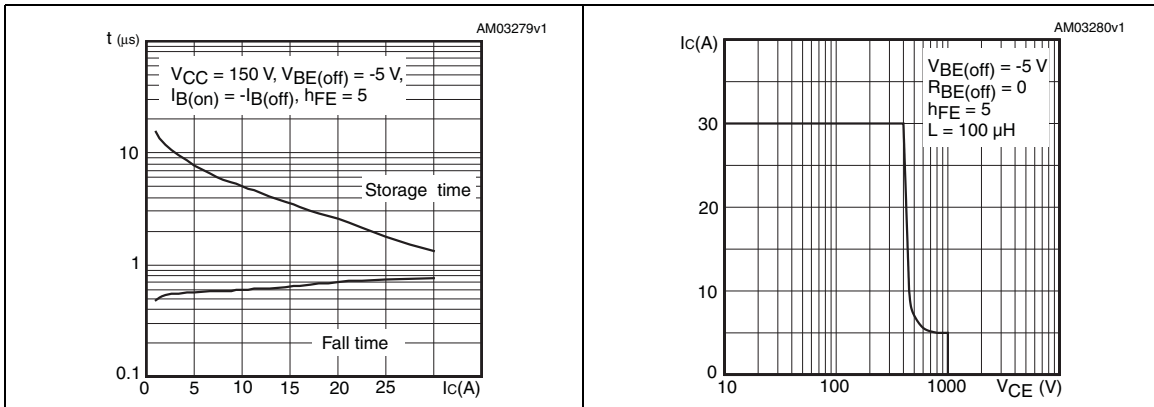 AM03279v1
t (µs)
VCC = 150 V, VBE(off) = -5 V,
IB(on) = -IB(off), hFE = 5
10
Storage time
1
Fall time
0.1
0 5 10 15 20 25 IC(A)
AM03280v1
IC(A)
VBE(off) = -5 V
RBE(off) = 0
hFE = 5
L = 100 µH
30
20
10
0
10 100 1000 VCE (V)